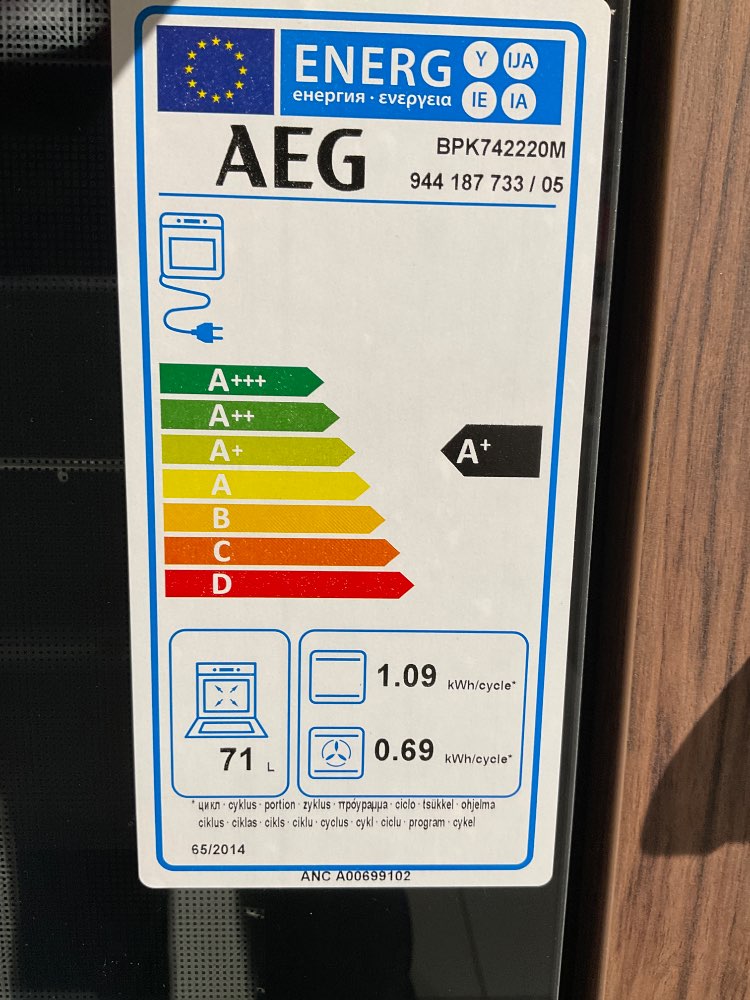 ENERG Y IJA
енергия · ενεργεια IE IA
AEG
BPK742220M
944 187 733 / 05
A+++
A++
A+
A
B
C
D
A+
71 L
1.09 kWh/cycle*
0.69 kWh/cycle*
* цикл · cyklus · portion · zyklus · πρόγραμμα · ciclo · tsükkel · ohjelma
ciklus · ciklas · cikls · ciklu · cyclus · cykl · ciclu · program · cykel
65/2014
ANC A00699102